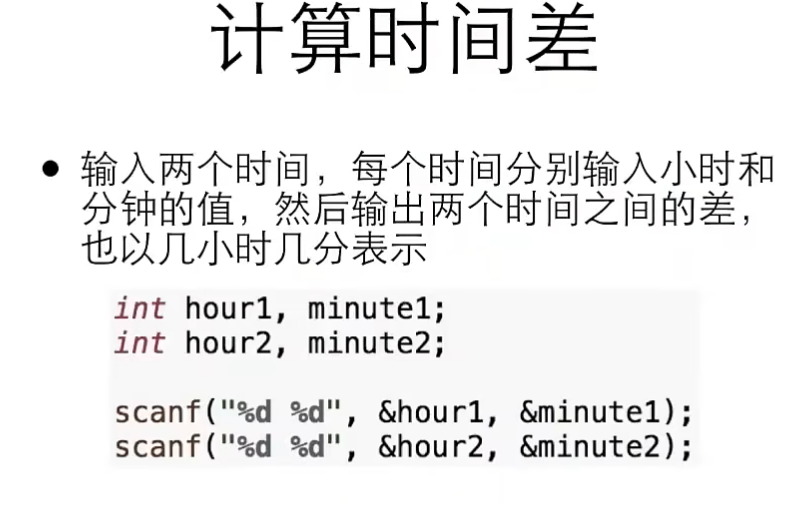 计算时间差
• 输入两个时间，每个时间分别输入小时和
分钟的值，然后输出两个时间之间的差，
也以几小时几分表示
int hour1, minute1;
int hour2, minute2;
scanf("%d %d", &hour1, &minute1);
scanf("%d %d", &hour2, &minute2);